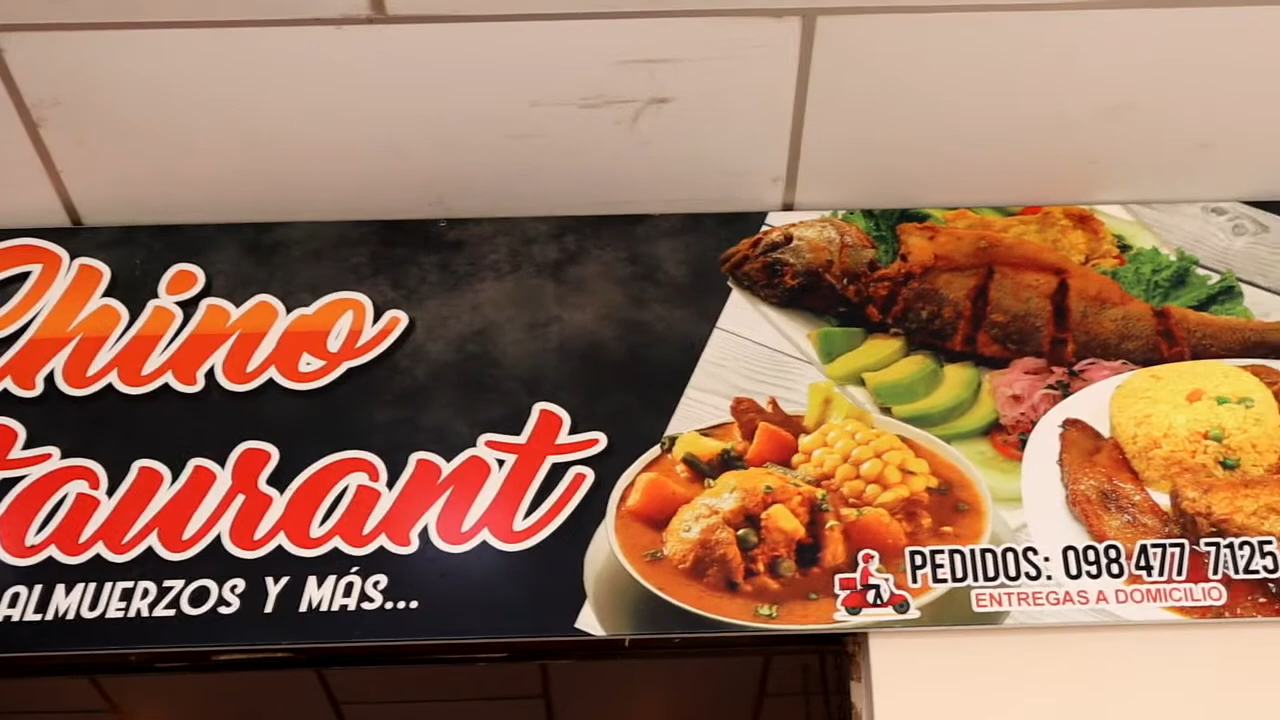 Chino
taurant
ALMUERZOS Y MÁS...
PEDIDOS: 098 477 7125
ENTREGAS A DOMICILIO